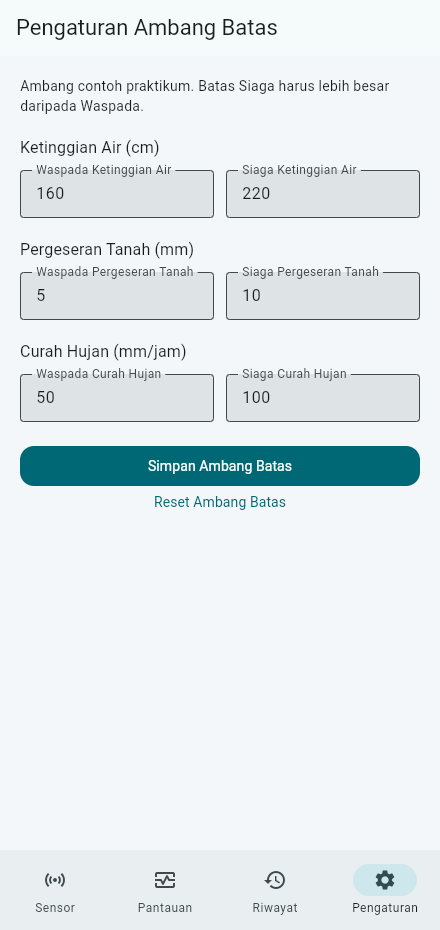 Pengaturan Ambang Batas
Ambang contoh praktikum. Batas Siaga harus lebih besar
daripada Waspada.
Ketinggian Air (cm)
Waspada Ketinggian Air
Siaga Ketinggian Air
160
220
Pergeseran Tanah (mm)
Waspada Pergeseran Tanah
Siaga Pergeseran Tanah
5
10
Curah Hujan (mm/jam)
Waspada Curah Hujan
Siaga Curah Hujan
50
100
Simpan Ambang Batas
Reset Ambang Batas
Sensor
Pantauan
Riwayat
Pengaturan